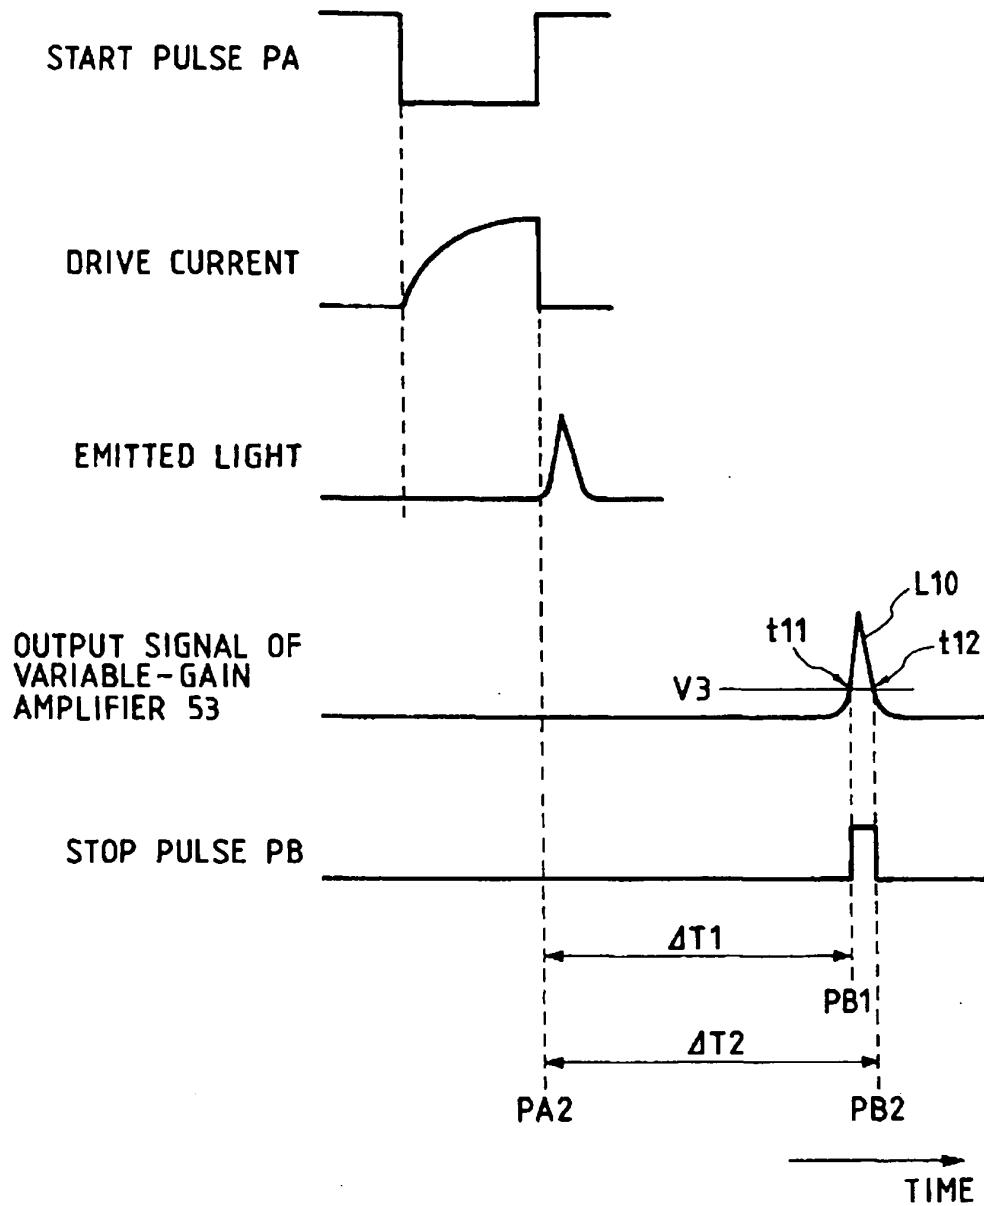 START PULSE PA
DRIVE CURRENT
EMITTED LIGHT
L10
t11
t12
OUTPUT SIGNAL OF
VARIABLE-GAIN
AMPLIFIER 53
V3
STOP PULSE PB
ΔT1
PB1
ΔT2
PA2
PB2
TIME